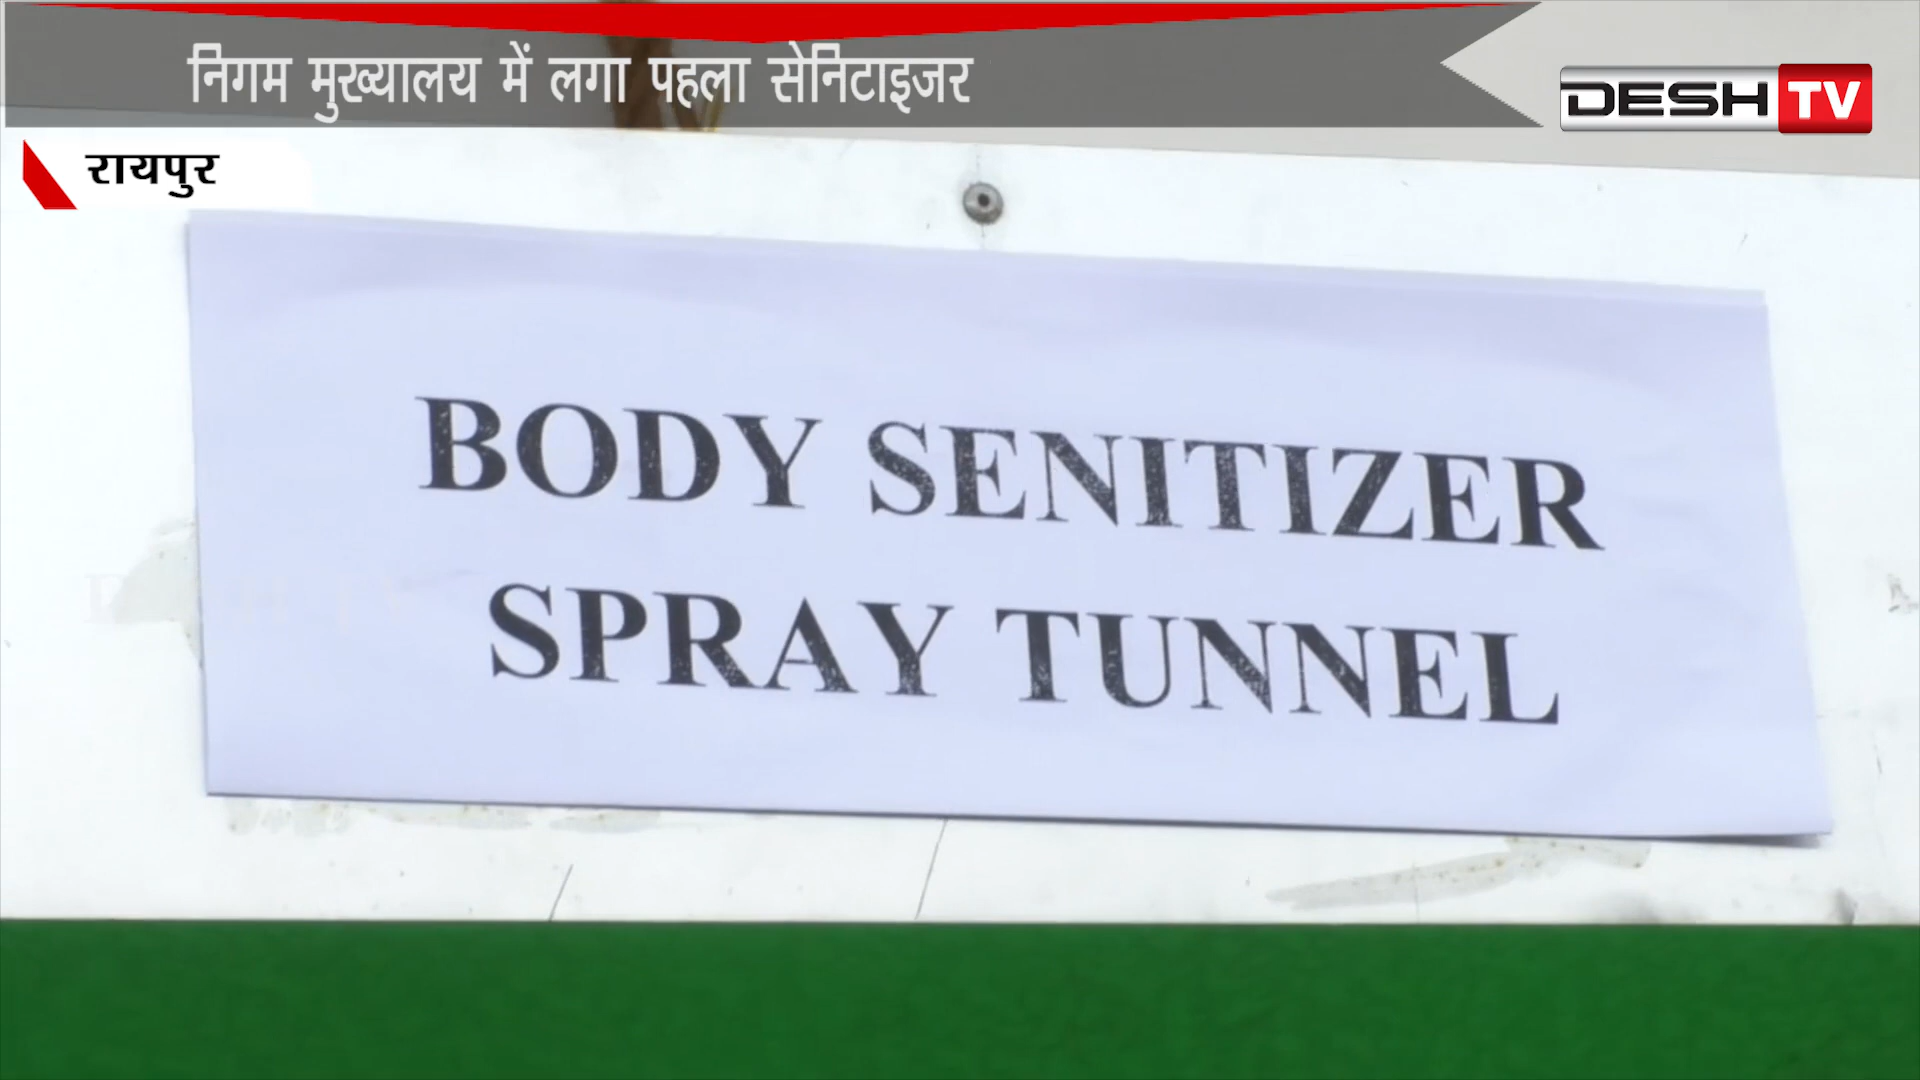 निगम मुख्यालय में लगा पहला सेनिटाइजर
DESH TV
रायपुर
BODY SENITIZER
SPRAY TUNNEL